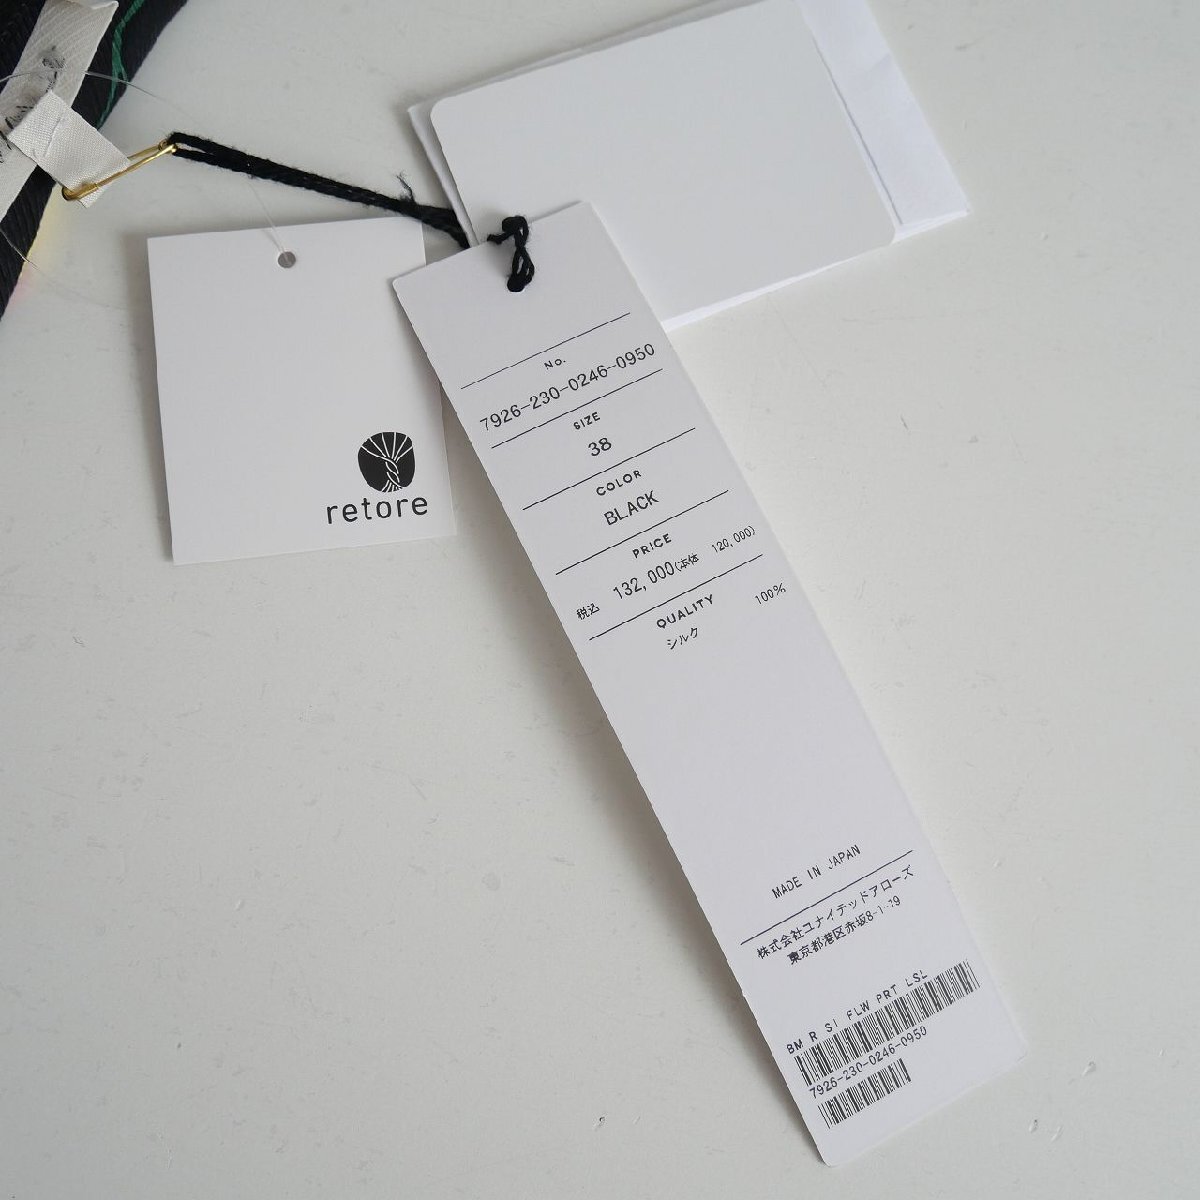 retore
No.
7926-230-0246-0950
SIZE
38
COLOR
BLACK
PRICE
税込 132,000(本体 120,000)
QUALITY
シルク 100%
MADE IN JAPAN
株式会社ユナイテッドアローズ
東京都港区赤坂8-1-19
BM R SI FLW PRT LSL
7926-230-0246-0950